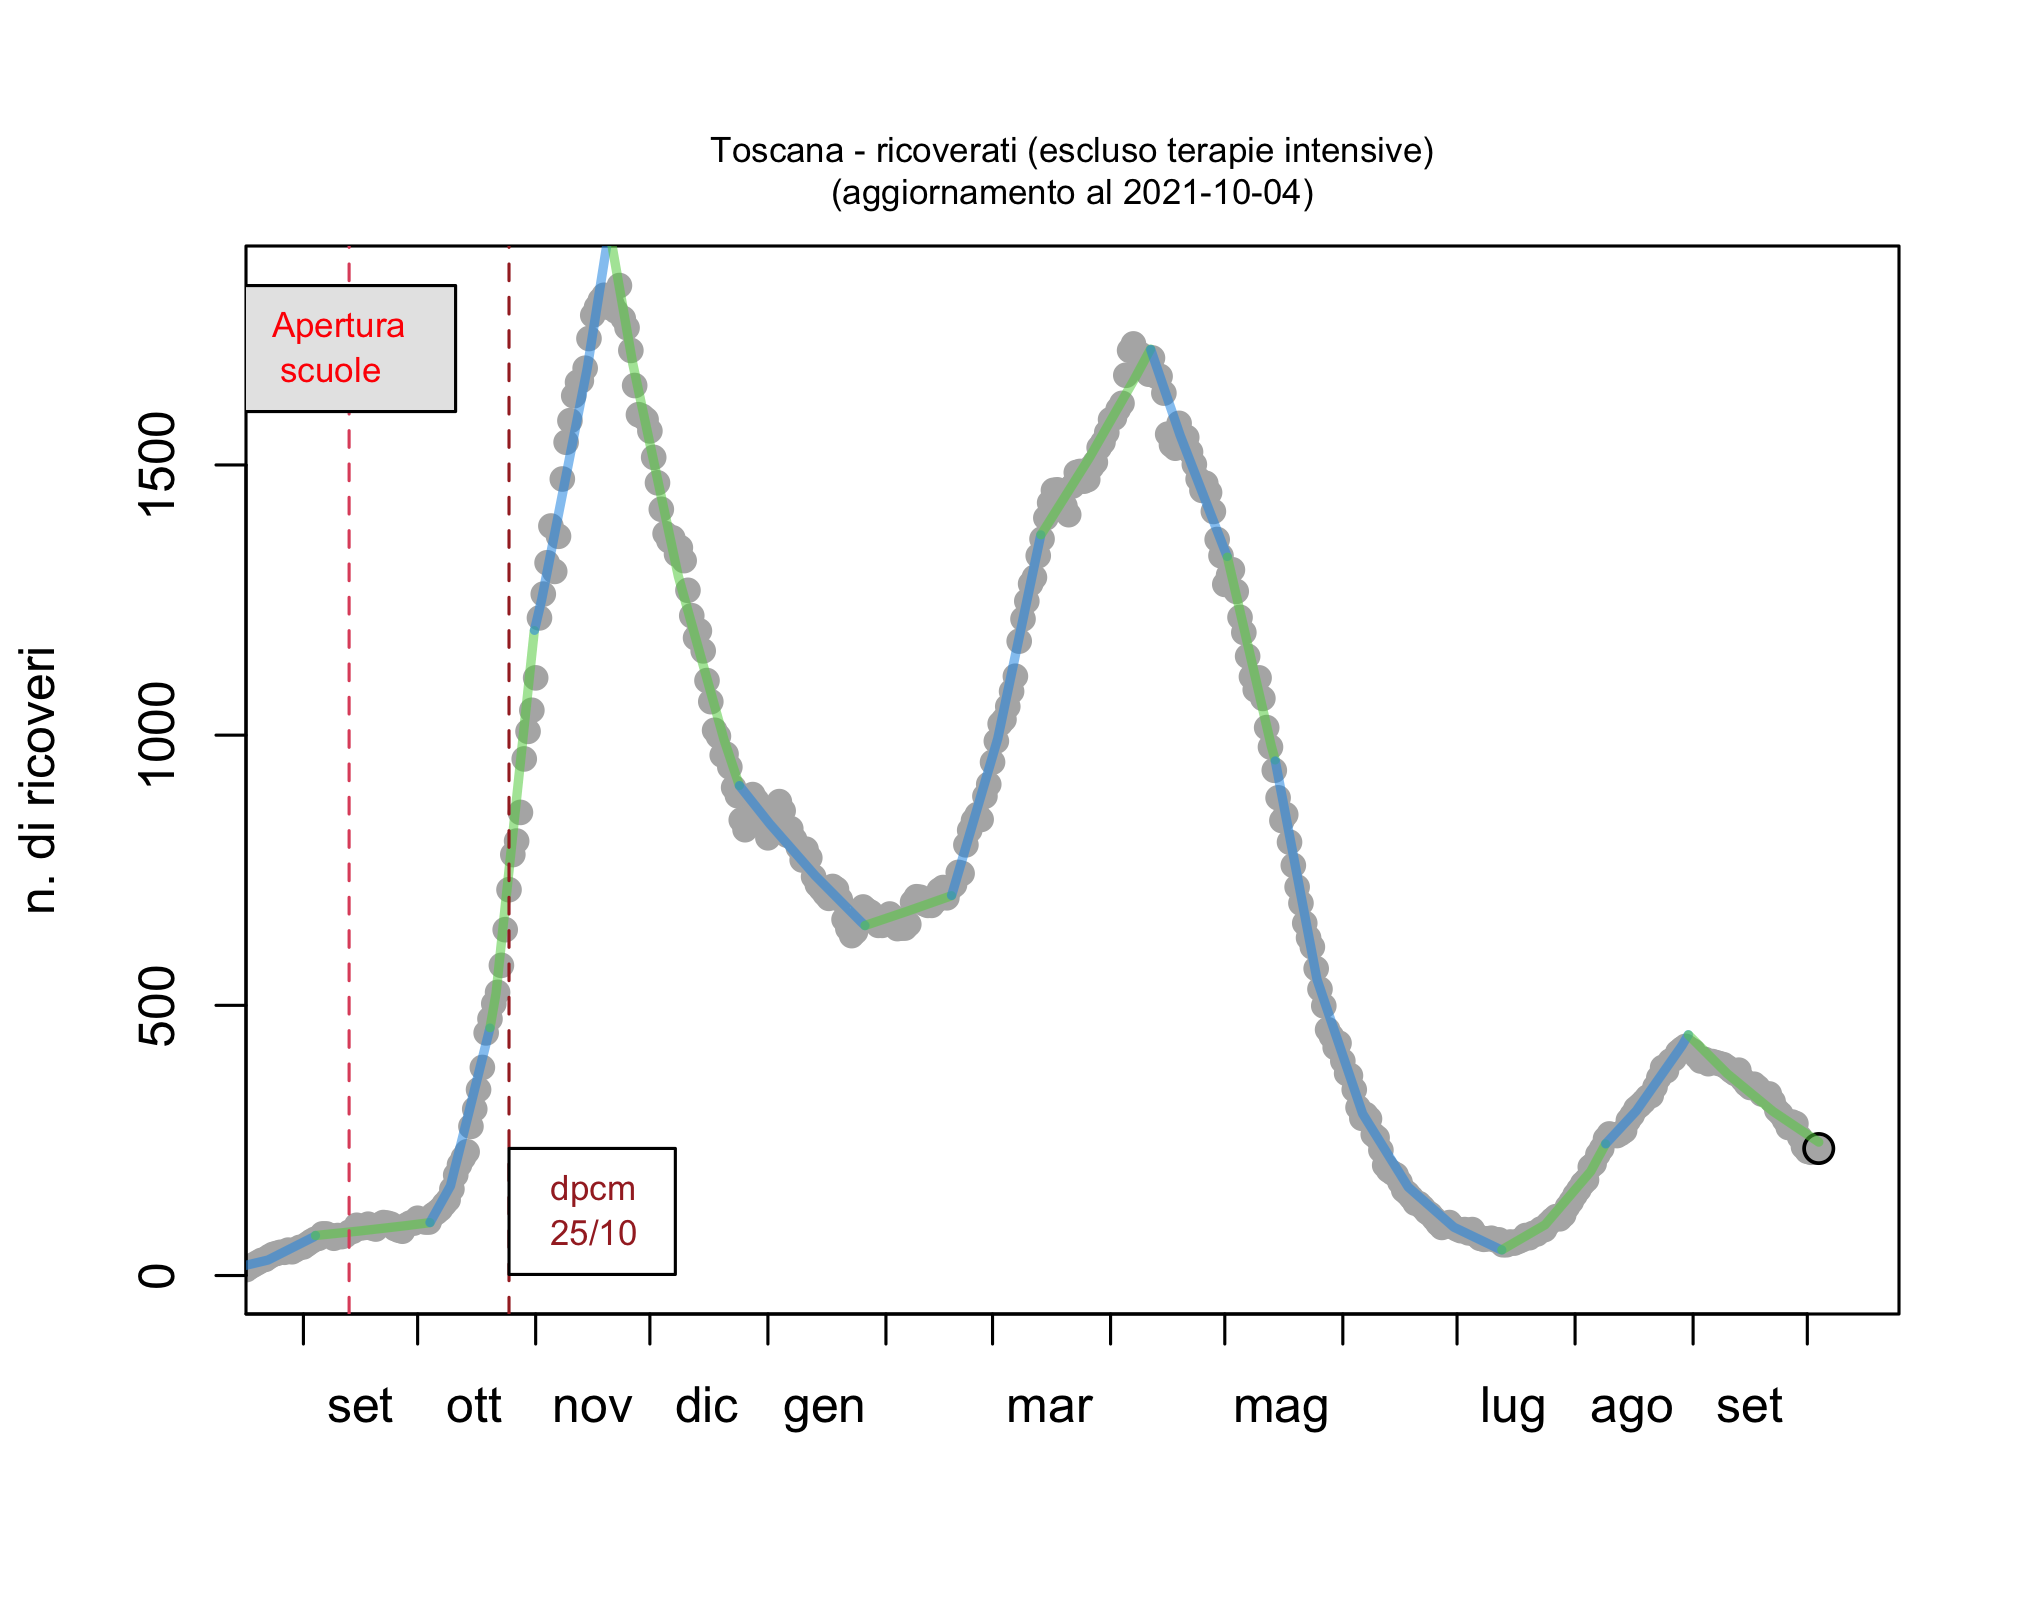 Toscana - ricoverati (escluso terapie intensive)
(aggiornamento al 2021-10-04)
Apertura
scuole
dpcm
25/10
n. di ricoveri
1500
1000
500
0
set ott nov dic gen mar mag lug ago set